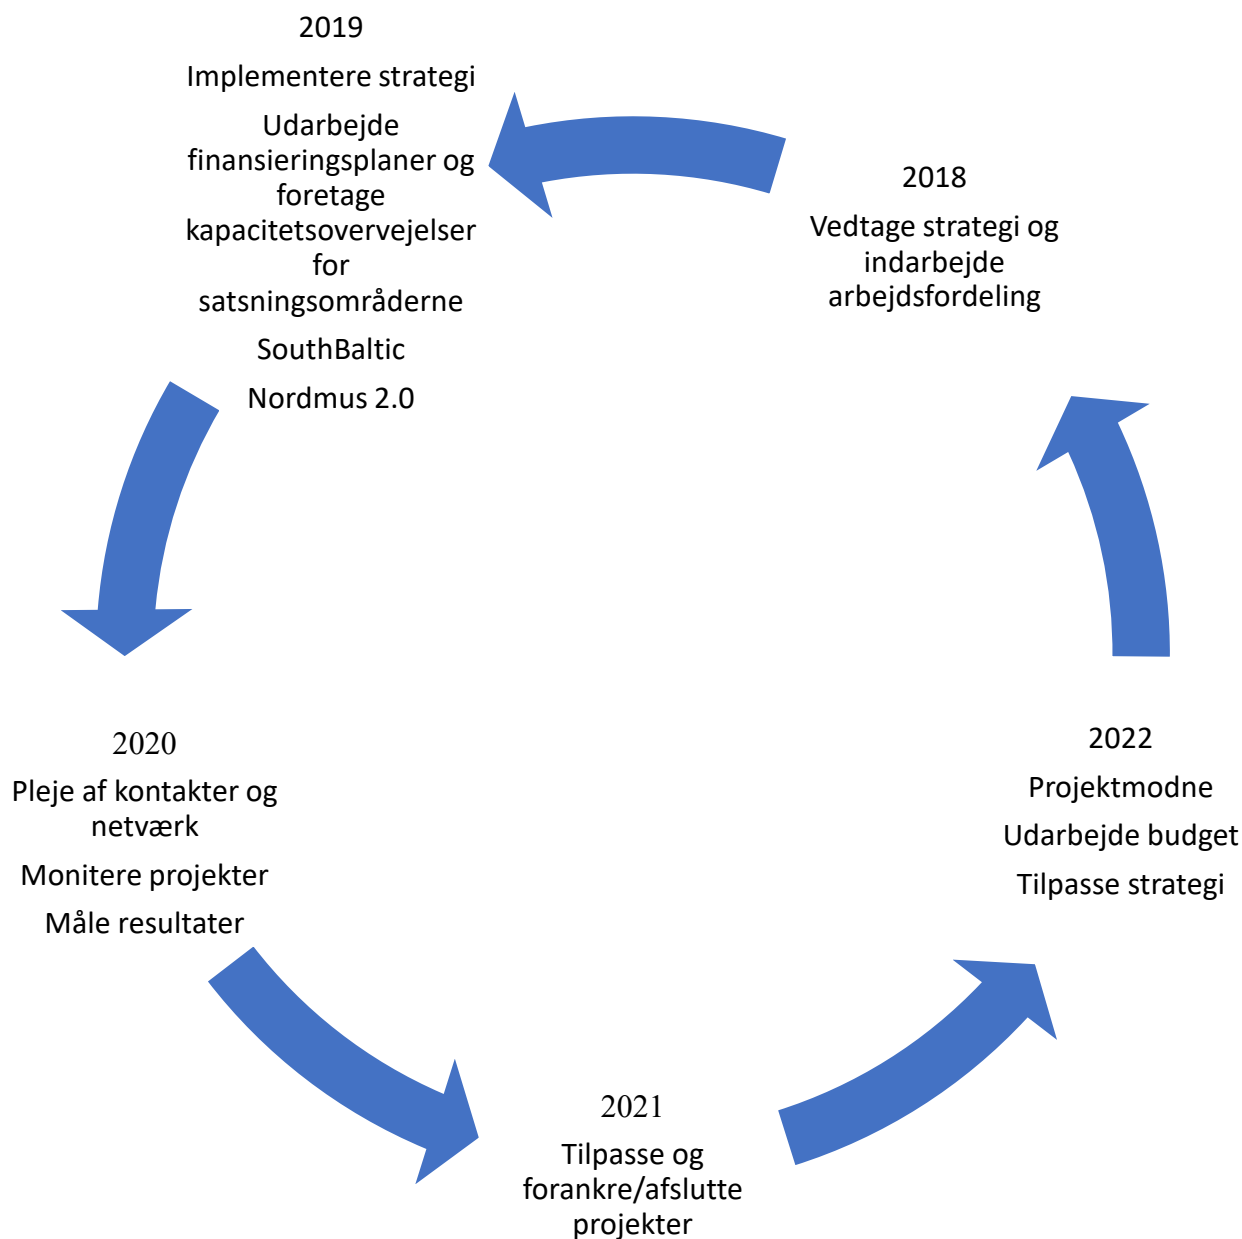 2019
Implementere strategi
Udarbejde
finansieringsplaner og
foretage
kapacitetsovervejelser
for
satsningsområderne
SouthBaltic
Nordmus 2.0
2018
Vedtage strategi og
indarbejde
arbejdsfordeling
2020
Pleje af kontakter og
netværk
Monitere projekter
Måle resultater
2022
Projektmodne
Udarbejde budget
Tilpasse strategi
2021
Tilpasse og
forankre/afslutte
projekter